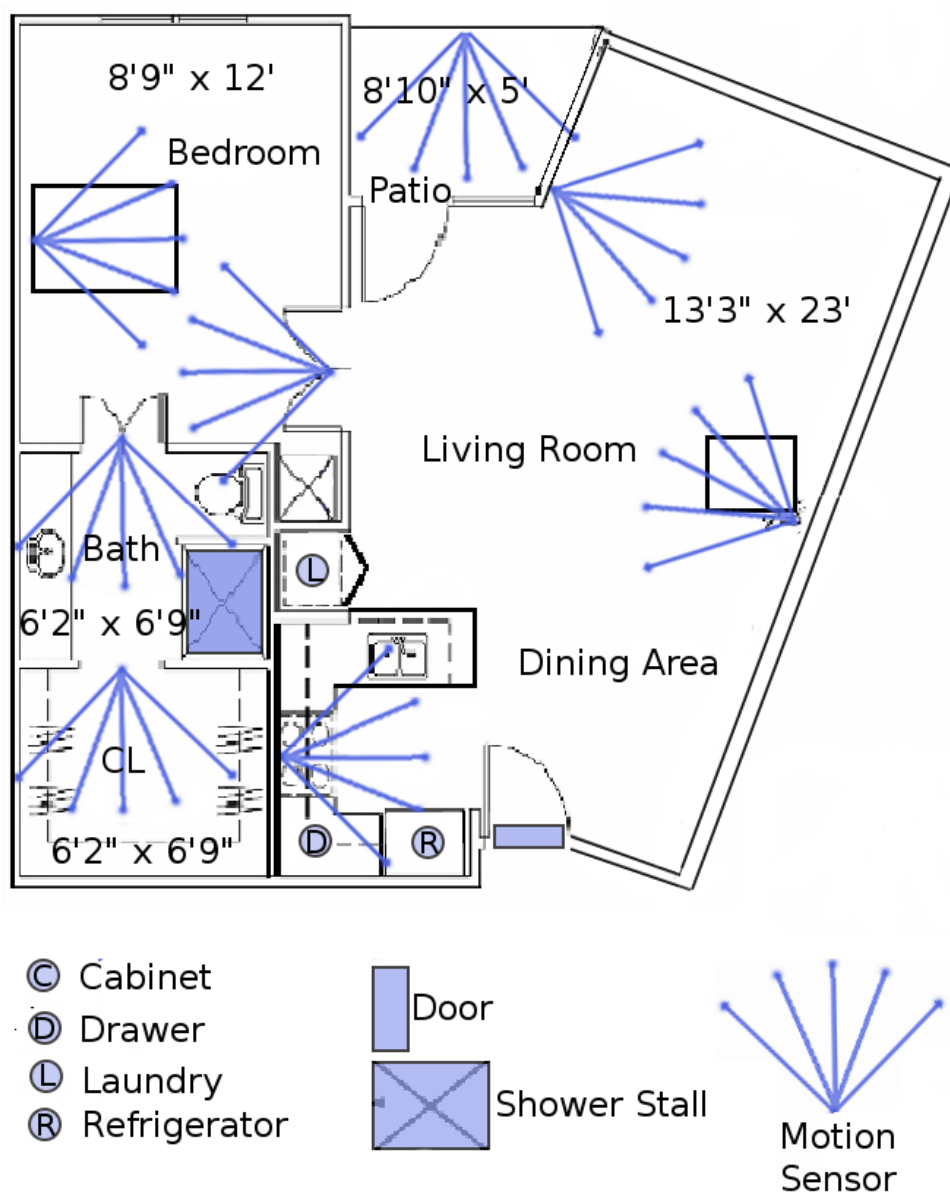 8'9" x 12'
8'10" x 5'
Bedroom
Patio
13'3" x 23'
Living Room
Bath
L
6'2" x 6'9"
Dining Area
CL
D
R
6'2" x 6'9"
C Cabinet
D Drawer
L Laundry
R Refrigerator
Door
Shower Stall
Motion
Sensor